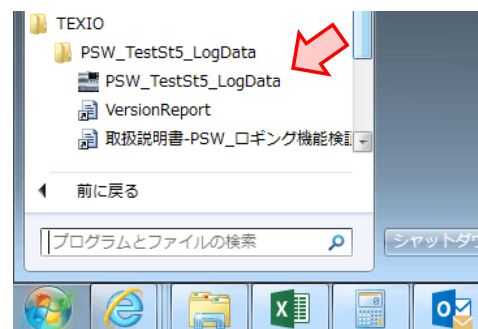 TEXIO
PSW_TestSt5_LogData
PSW_TestSt5_LogData
VersionReport
取扱説明書-PSW_ロギング機能検
前に戻る
プログラムとファイルの検索
シャットダウ